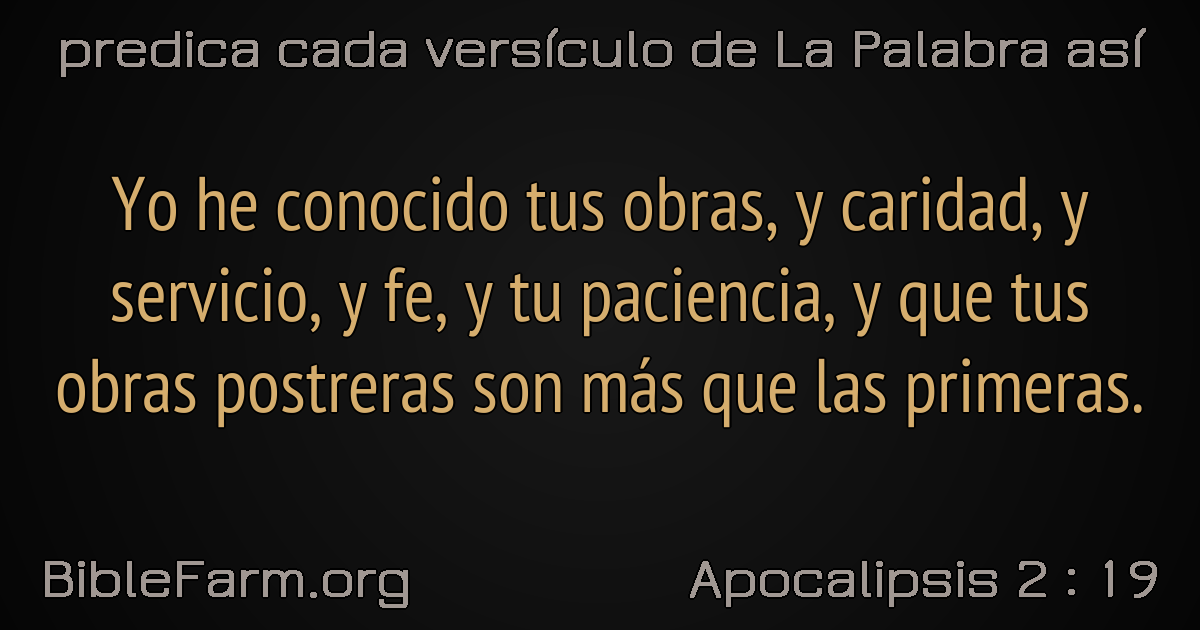 predica cada versículo de La Palabra así
Yo he conocido tus obras, y caridad, y
servicio, y fe, y tu paciencia, y que tus
obras postreras son más que las primeras.
BibleFarm.org
Apocalipsis 2 : 19